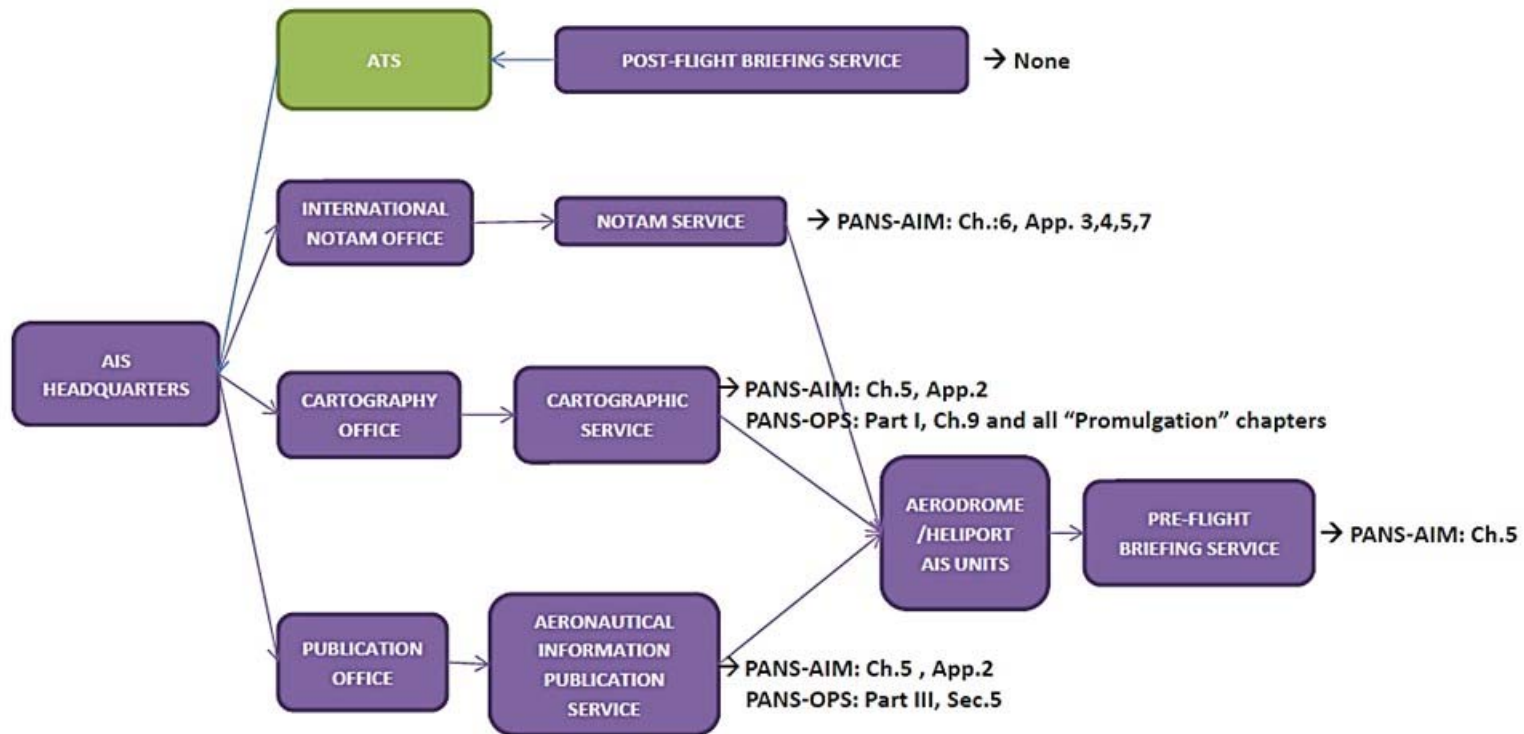 ATS
POST-FLIGHT BRIEFING SERVICE
→ None
INTERNATIONAL
NOTAM OFFICE
NOTAM SERVICE
→ PANS-AIM: Ch.:6, App. 3,4,5,7
AIS
HEADQUARTERS
CARTOGRAPHY
OFFICE
CARTOGRAPHIC
SERVICE
→ PANS-AIM: Ch.5, App.2
PANS-OPS: Part I, Ch.9 and all “Promulgation” chapters
AERODROME
/HELIPORT
AIS UNITS
PRE-FLIGHT
BRIEFING SERVICE
→ PANS-AIM: Ch.5
PUBLICATION
OFFICE
AERONAUTICAL
INFORMATION
PUBLICATION
SERVICE
→ PANS-AIM: Ch.5 , App.2
PANS-OPS: Part III, Sec.5